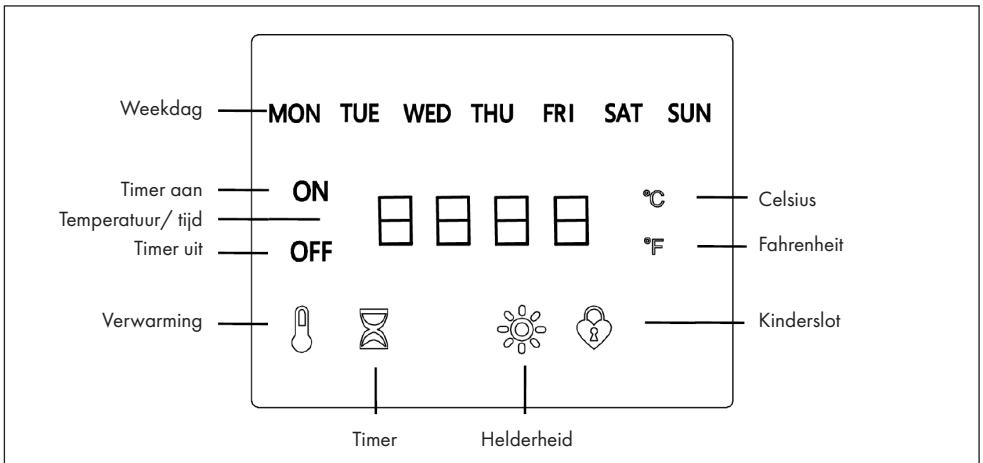 Weekdag
MON TUE WED THU FRI SAT SUN
Timer aan
ON
°C
Celsius
Temperatuur/ tijd
8888
Timer uit
OFF
°F
Fahrenheit
Verwarming
Kinderslot
Timer
Helderheid